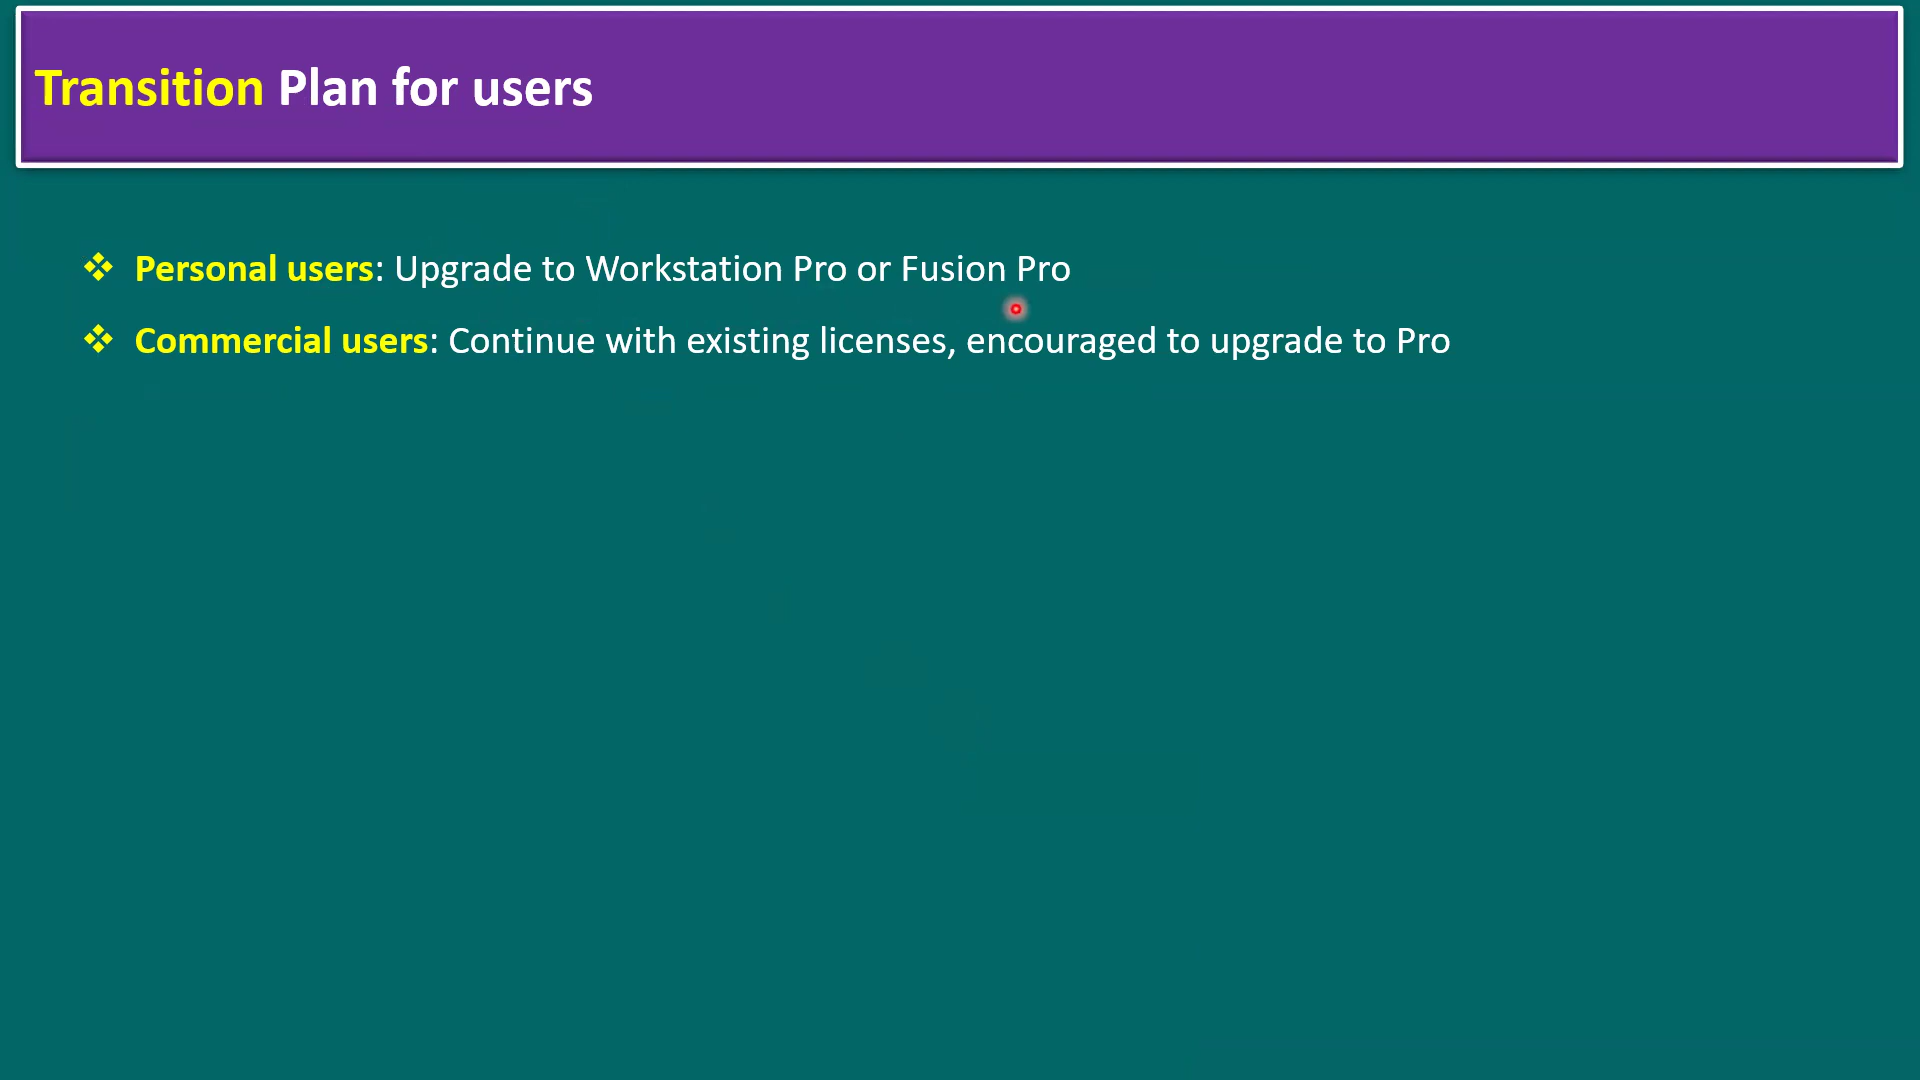 Transition Plan for users
❖ Personal users: Upgrade to Workstation Pro or Fusion Pro
❖ Commercial users: Continue with existing licenses, encouraged to upgrade to Pro